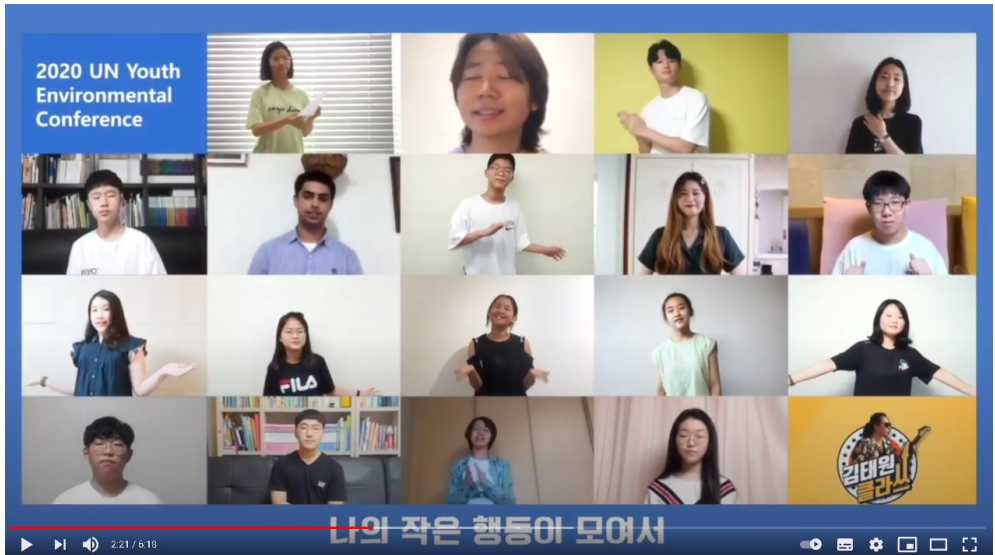 2020 UN Youth
Environmental
Conference
FILA
김태원
클라쓰
나의 작은 행동이 모여서
2:21 / 6:18